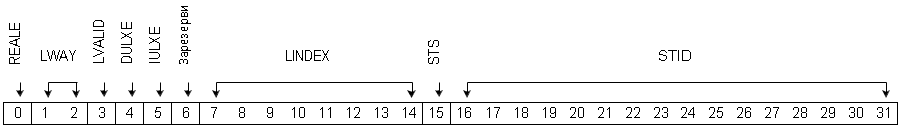 REALE LWAY LVALID DULXE IULXE Зарезерви LINDEX STS STID
0 1 2 3 4 5 6 7 8 9 10 11 12 13 14 15 16 17 18 19 20 21 22 23 24 25 26 27 28 29 30 31